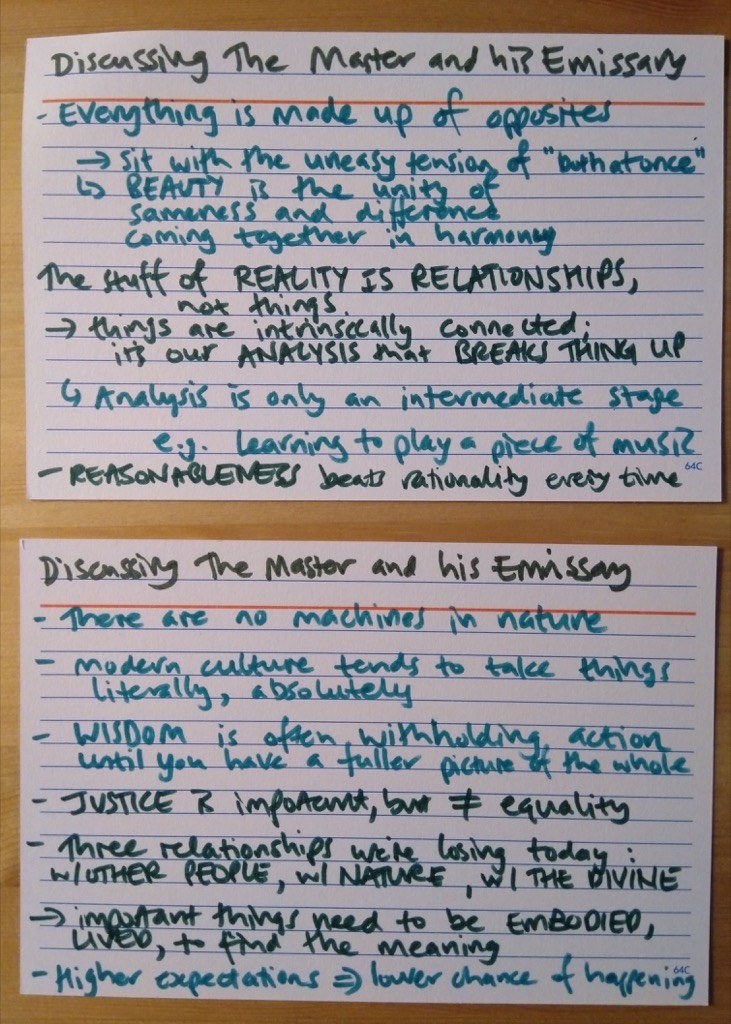 Discussing The Master and his Emissary
- Everything is made up of opposites
→ sit with the uneasy tension of "both at once"
↳ BEAUTY is the unity of
sameness and difference
coming together in harmony
The stuff of REALITY IS RELATIONSHIPS,
not things.
→ things are intrinsically connected;
it's our ANALYSIS that BREAKS THING UP
↳ Analysis is only an intermediate stage
e.g. learning to play a piece of music
64C
- REASONABLENESS beats rationality every time
Discussing The Master and his Emissary
- There are no machines in nature
- modern culture tends to take things
literally, absolutely
- WISDOM is often withholding action
until you have a fuller picture of the whole
- JUSTICE is important, but ≠ equality
- Three relationships we're losing today:
w/ OTHER PEOPLE, w/ NATURE, w/ THE DIVINE
→ important things need to be EMBODIED,
LIVED, to find the meaning
64C
- Higher expectations ⇒ lower chance of happening